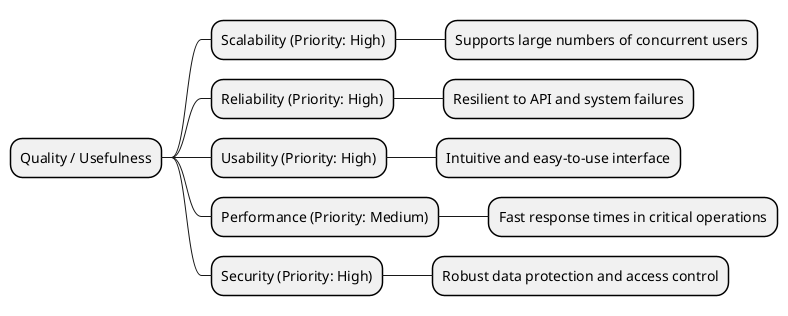 Quality / Usefulness
Scalability (Priority: High)
Supports large numbers of concurrent users
Reliability (Priority: High)
Resilient to API and system failures
Usability (Priority: High)
Intuitive and easy-to-use interface
Performance (Priority: Medium)
Fast response times in critical operations
Security (Priority: High)
Robust data protection and access control